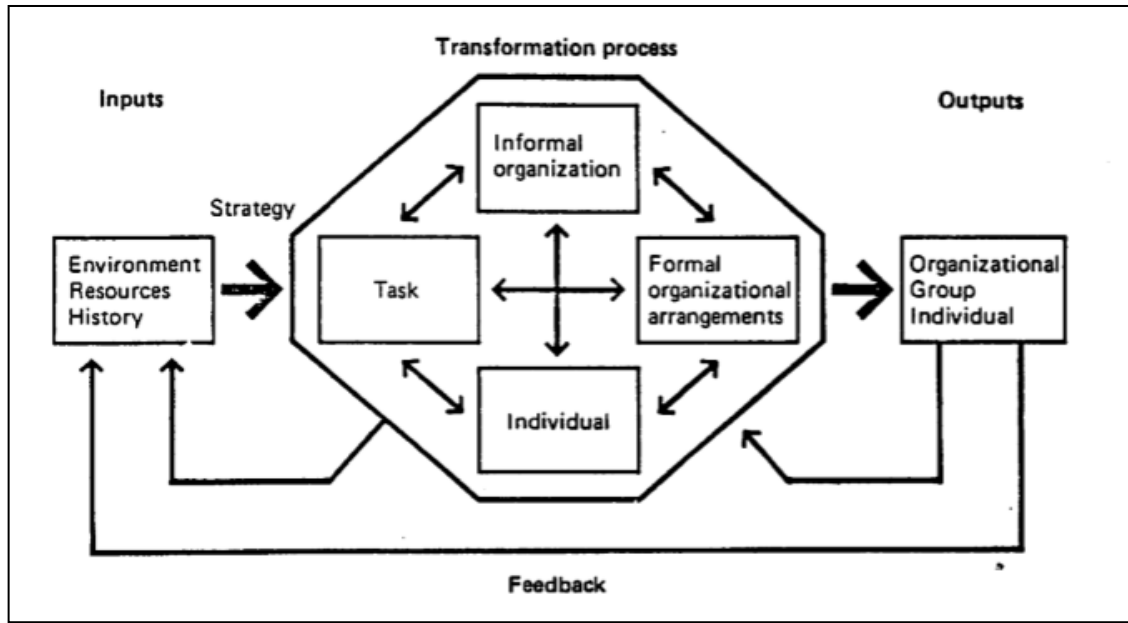 Transformation process
Inputs
Outputs
Informal
organization
Strategy
Environment
Resources
History
Task
Formal
organizational
arrangements
Organizational
Group
Individual
Individual
Feedback